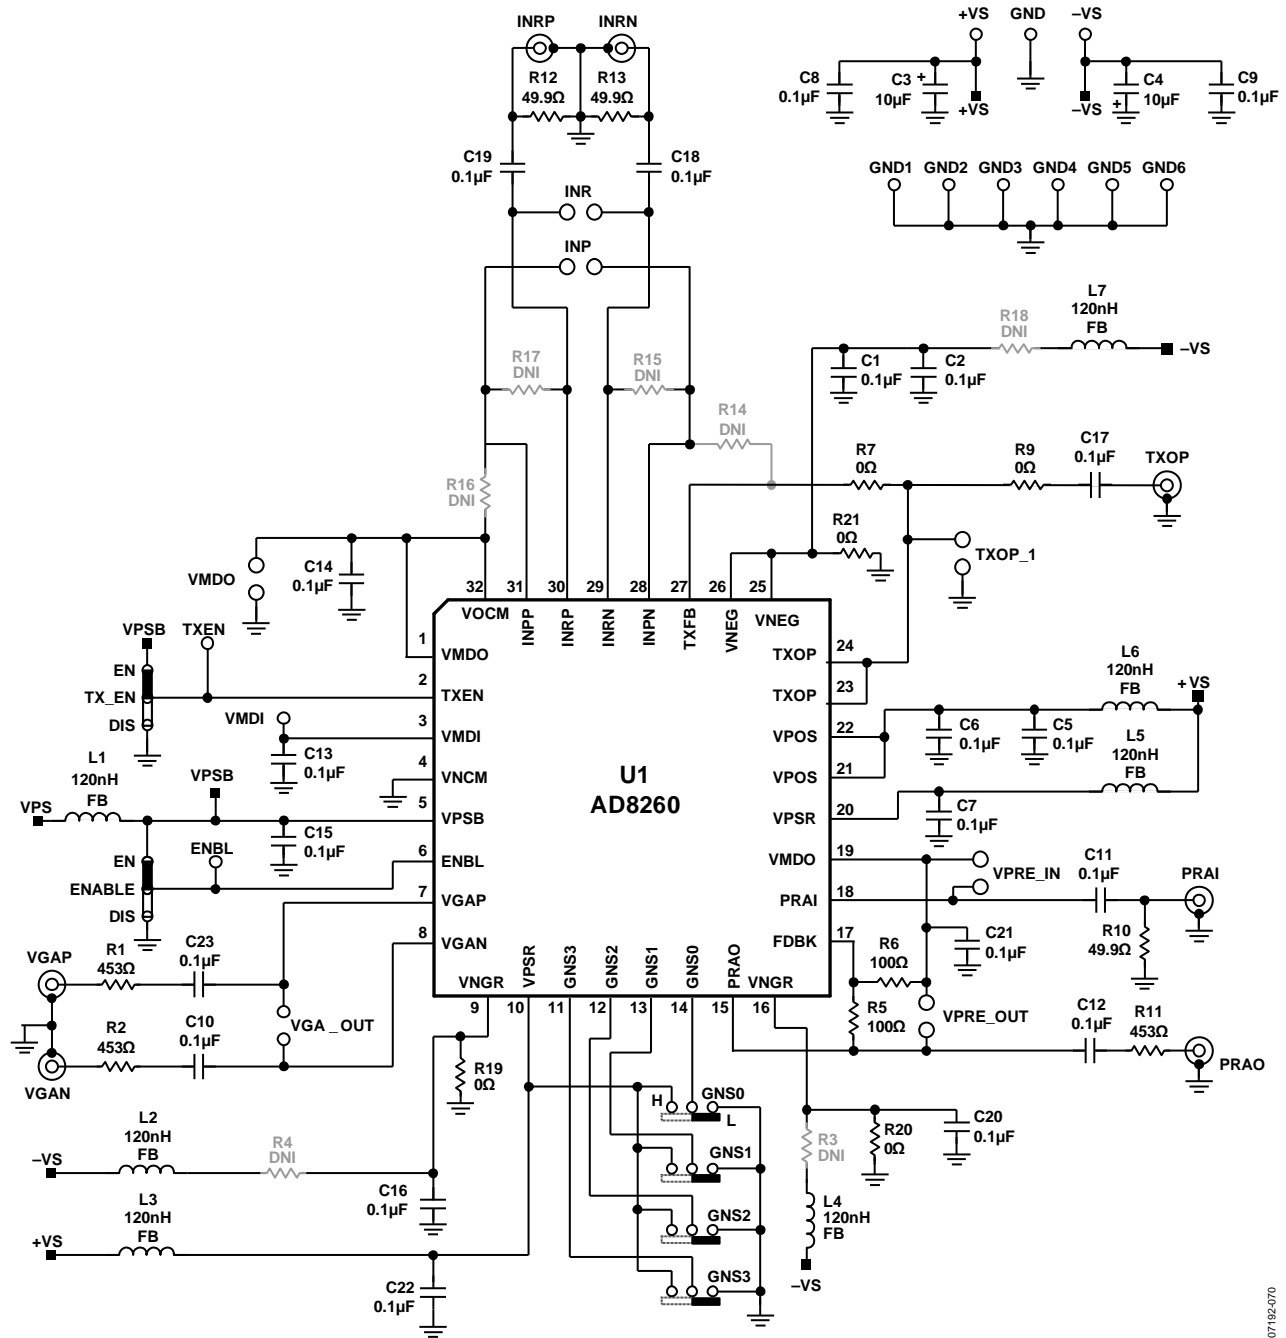 INRP INRN
+VS GND –VS
R12
49.9Ω
R13
49.9Ω
C8
0.1µF
C3
10µF
+
+VS
–VS
C4
10µF
+
C9
0.1µF
C19
0.1µF
C18
0.1µF
INR
INP
GND1 GND2 GND3 GND4 GND5 GND6
R17
DNI
R15
DNI
R14
DNI
R16
DNI
R18
DNI
L7
120nH
FB
–VS
C1
0.1µF
C2
0.1µF
R7
0Ω
R9
0Ω
C17
0.1µF
TXOP
R21
0Ω
TXOP_1
VMDO
C14
0.1µF
32 31 30 29 28 27 26 25
VOCM INPP INRP INRN INPN TXFB VNEG VNEG
VPSB TXEN
EN
TX_EN
DIS
1 VMDO
2 TXEN
3 VMDI
4 VNCM
5 VPSB
6 ENBL
7 VGAP
8 VGAN
U1
AD8260
TXOP 24
TXOP 23
VPOS 22
VPOS 21
VPSR 20
VMDO 19
PRAI 18
FDBK 17
VMDI
C13
0.1µF
L1
120nH
FB
VPS
VPSB
C15
0.1µF
EN
ENBL
ENABLE
DIS
L6
120nH
FB
+VS
C6
0.1µF
C5
0.1µF
L5
120nH
FB
C7
0.1µF
VPRE_IN
C11
0.1µF
PRAI
R10
49.9Ω
C21
0.1µF
R6
100Ω
R5
100Ω
VPRE_OUT
C12
0.1µF
R11
453Ω
PRAO
VGAP
R1
453Ω
C23
0.1µF
R2
453Ω
C10
0.1µF
VGAN
VGA_OUT
VNGR VPSR GNS3 GNS2 GNS1 GNS0 PRAO VNGR
9 10 11 12 13 14 15 16
R19
0Ω
H
L
GNS0
GNS1
GNS2
GNS3
L2
120nH
FB
–VS
R4
DNI
C16
0.1µF
L3
120nH
FB
+VS
C22
0.1µF
R3
DNI
R20
0Ω
C20
0.1µF
L4
120nH
FB
–VS
07192-070